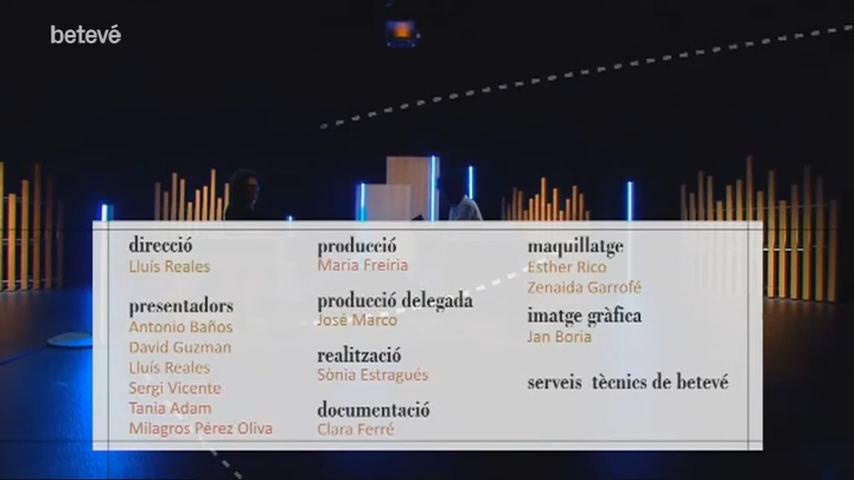 betevé
direcció
Lluís Reales
presentadors
Antonio Baños
David Guzman
Lluís Reales
Sergi Vicente
Tania Adam
Milagros Pérez Oliva
producció
Maria Freiria
producció delegada
José Marco
realització
Sònia Estragués
documentació
Clara Ferré
maquillatge
Esther Rico
Zenaida Garrofé
imatge gràfica
Jan Boria
serveis tècnics de betevé